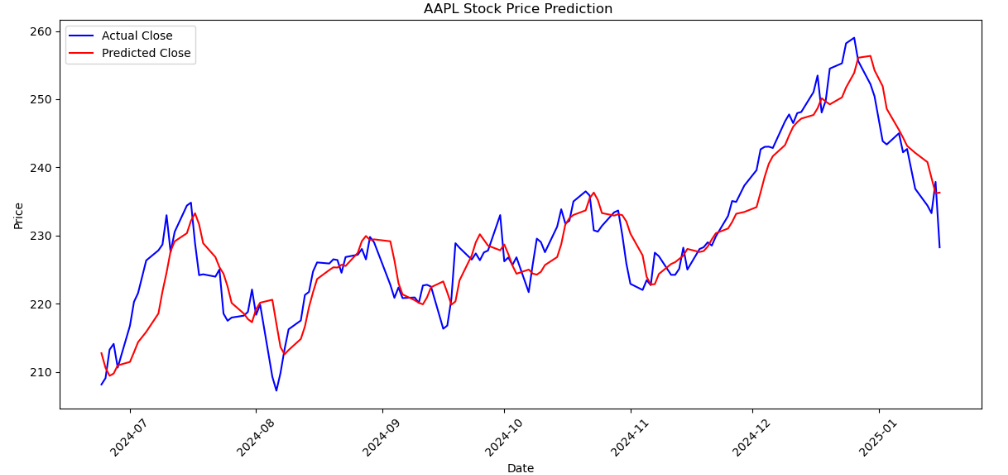 AAPL Stock Price Prediction
Actual Close
Predicted Close
Price
260
250
240
230
220
210
2024-07
2024-08
2024-09
2024-10
2024-11
2024-12
2025-01
Date